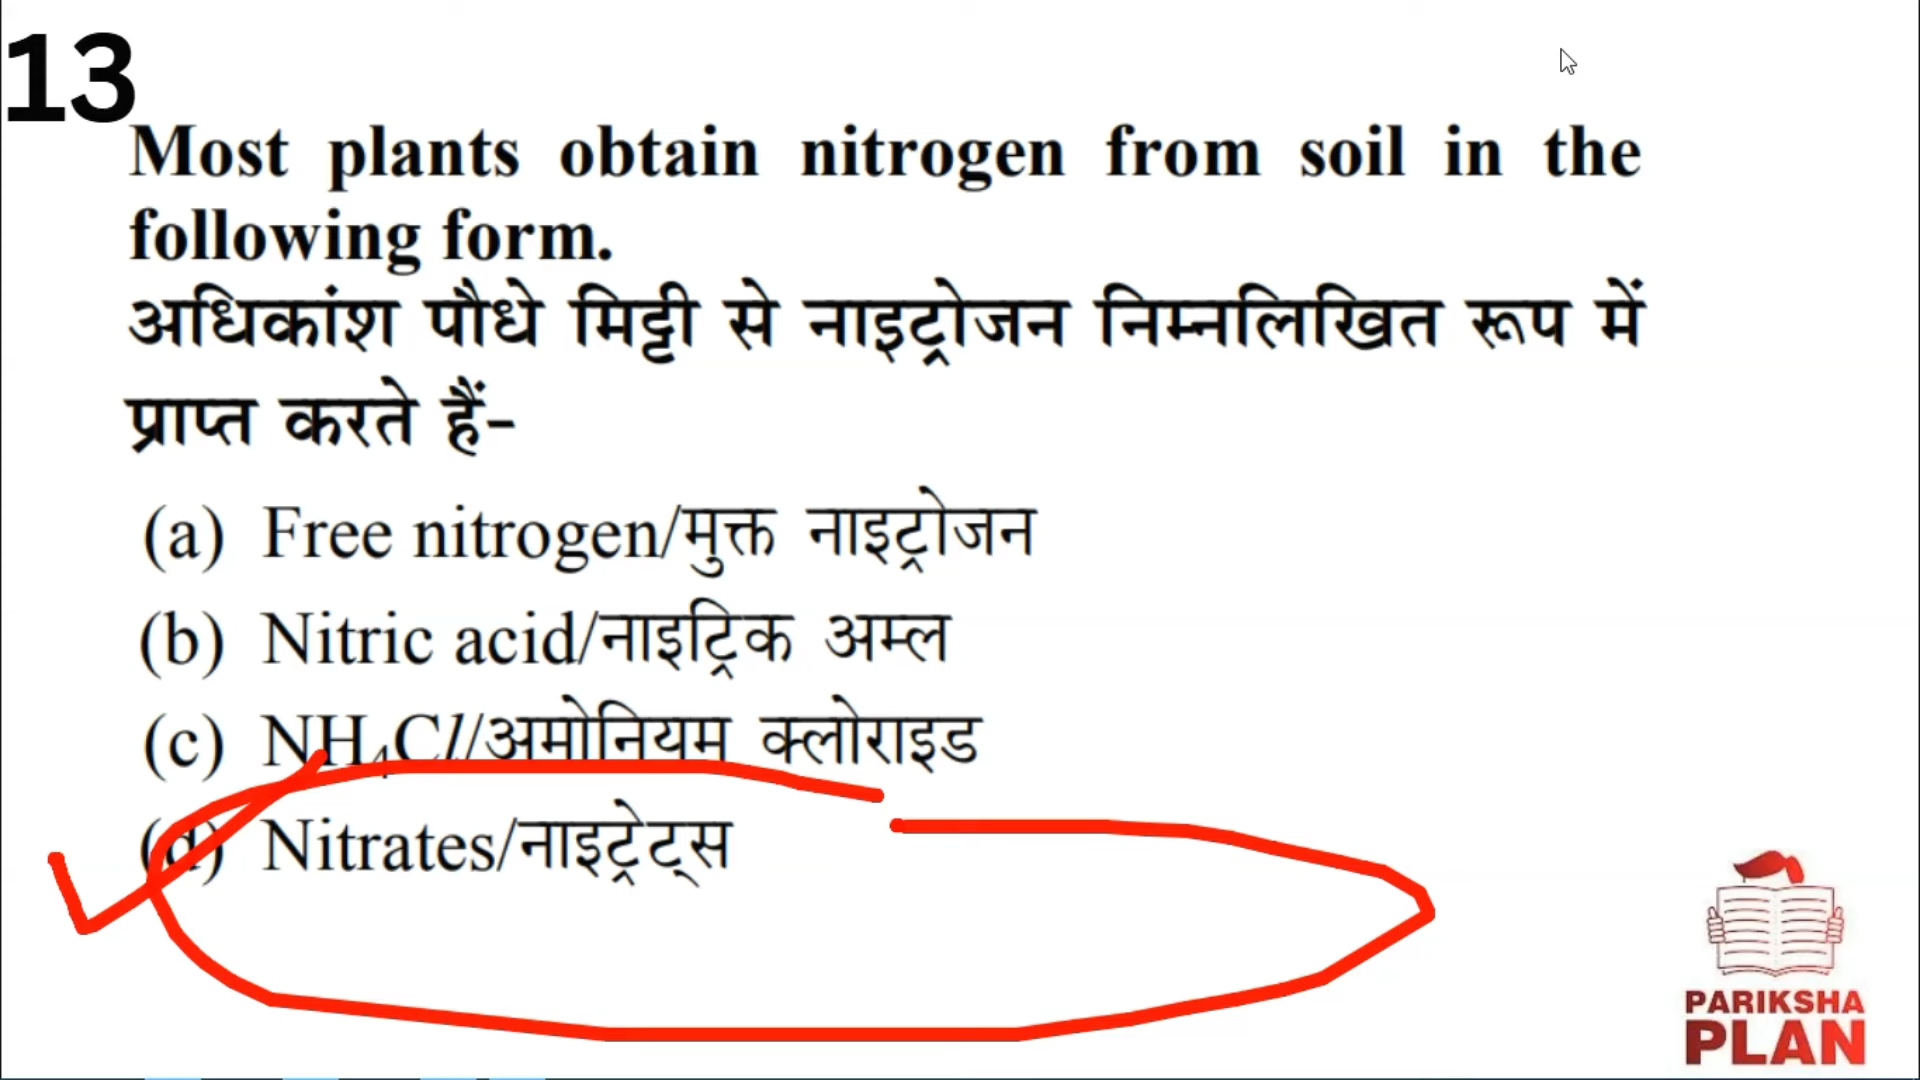 13
Most plants obtain nitrogen from soil in the
following form.
अधिकांश पौधे मिट्टी से नाइट्रोजन निम्नलिखित रूप में
प्राप्त करते हैं-
(a) Free nitrogen/मुक्त नाइट्रोजन
(b) Nitric acid/नाइट्रिक अम्ल
(c) NH₄Cl//अमोनियम क्लोराइड
(d) Nitrates/नाइट्रेट्स
PARIKSHA
PLAN